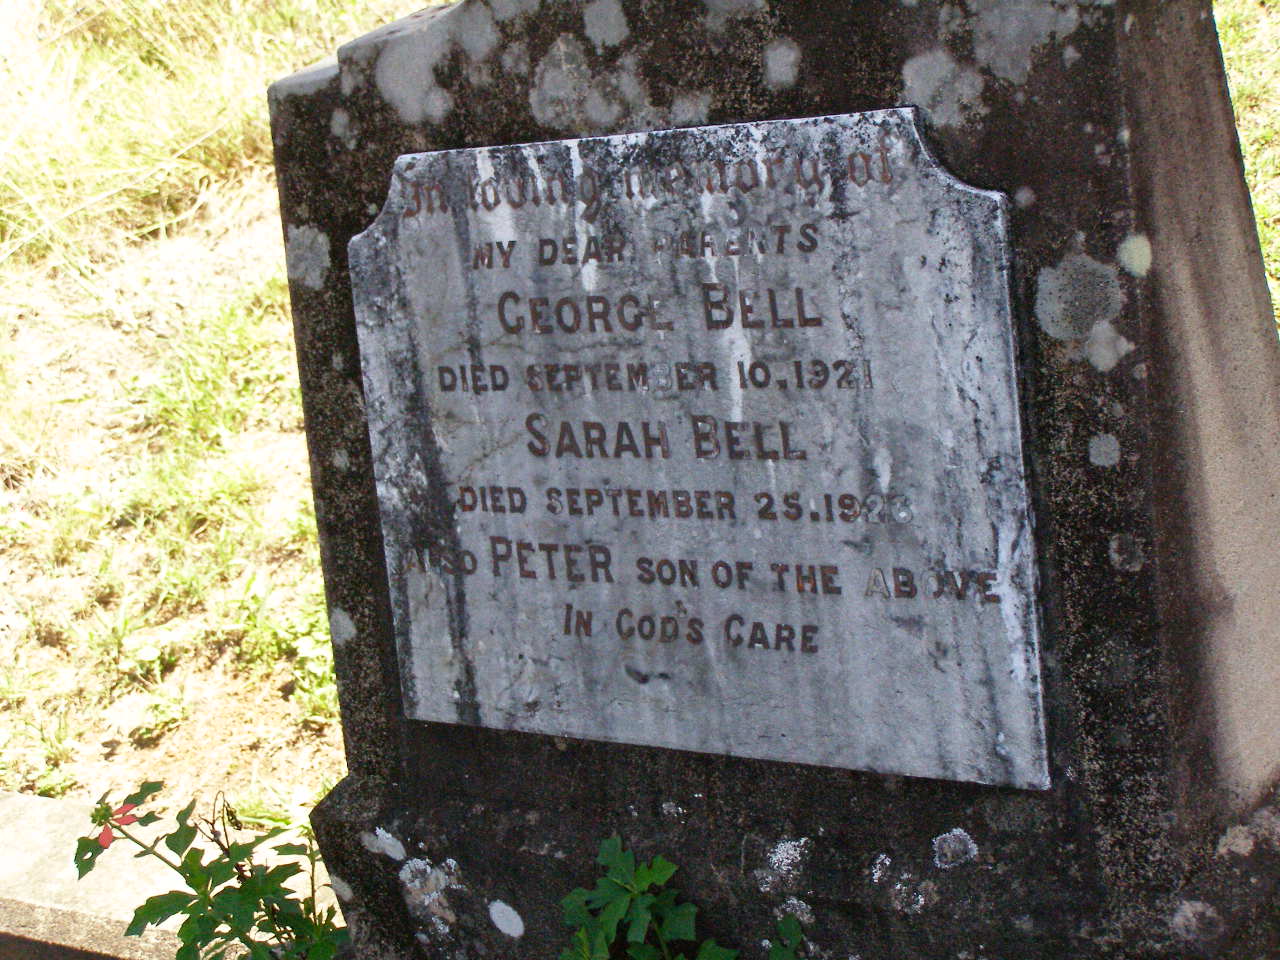 In loving memory of
MY DEAR PARENTS
GEORGE BELL
DIED SEPTEMBER 10, 1921
SARAH BELL
DIED SEPTEMBER 25, 1923
ALSO PETER SON OF THE ABOVE
IN GOD'S CARE